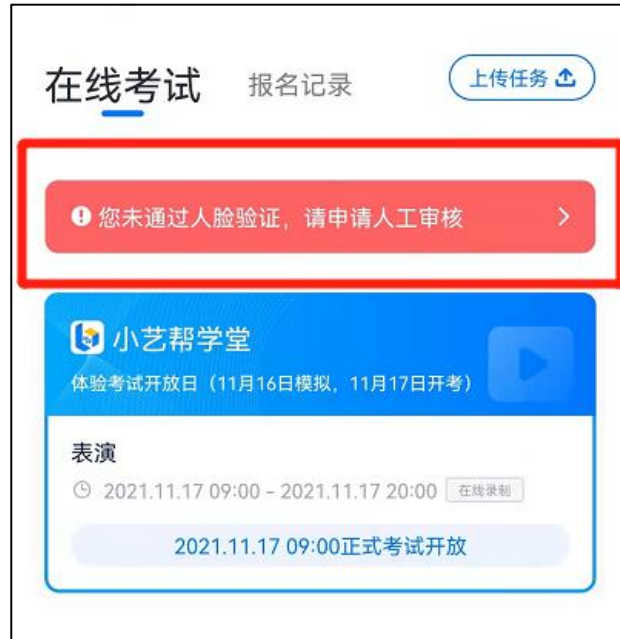 在线考试 报名记录 上传任务
您未通过人脸验证，请申请人工审核
小艺帮学堂
体验考试开放日（11月16日模拟，11月17日开考）
表演
2021.11.17 09:00 - 2021.11.17 20:00 在线录制
2021.11.17 09:00正式考试开放